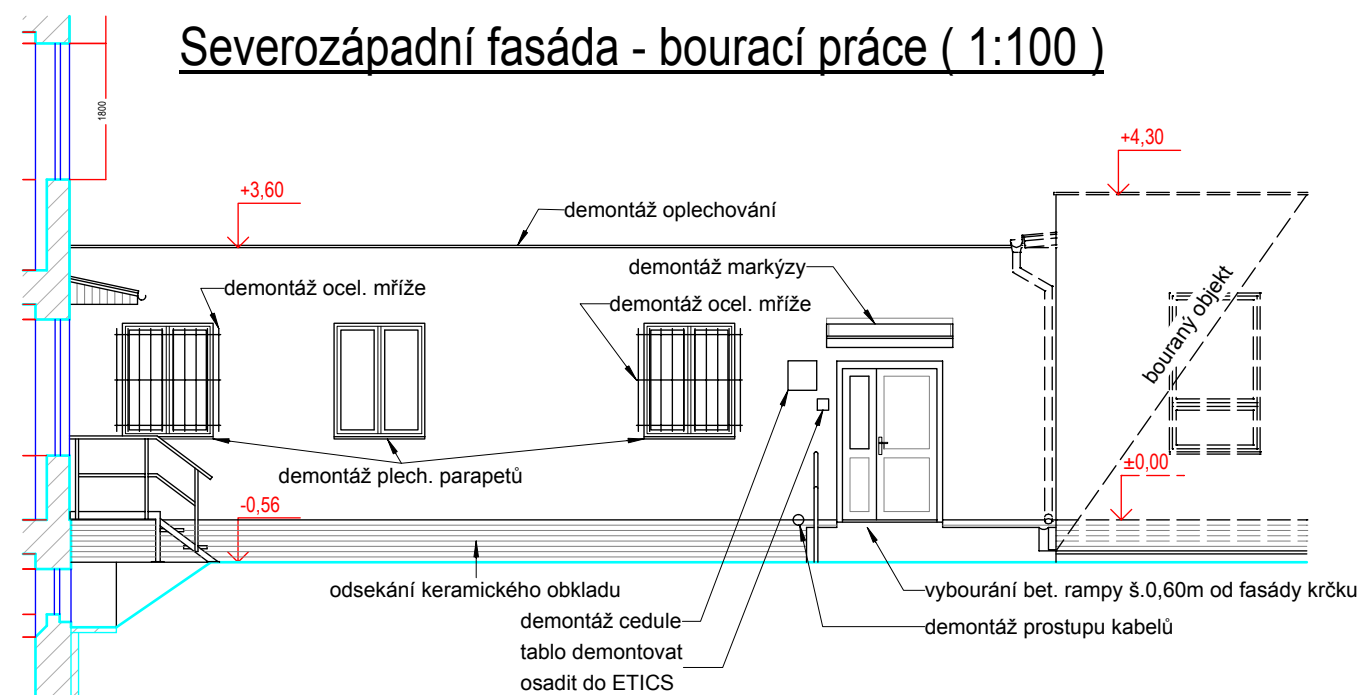 Severozápadní fasáda - bourací práce ( 1:100 )
1800
+4,30
+3,60
demontáž oplechování
demontáž markýzy
demontáž ocel. mříže
demontáž ocel. mříže
bouraný objekt
demontáž plech. parapetů
±0,00
-0,56
odsekání keramického obkladu
vybourání bet. rampy š.0,60m od fasády krčku
demontáž cedule
demontáž prostupu kabelů
tablo demontovat
osadit do ETICS